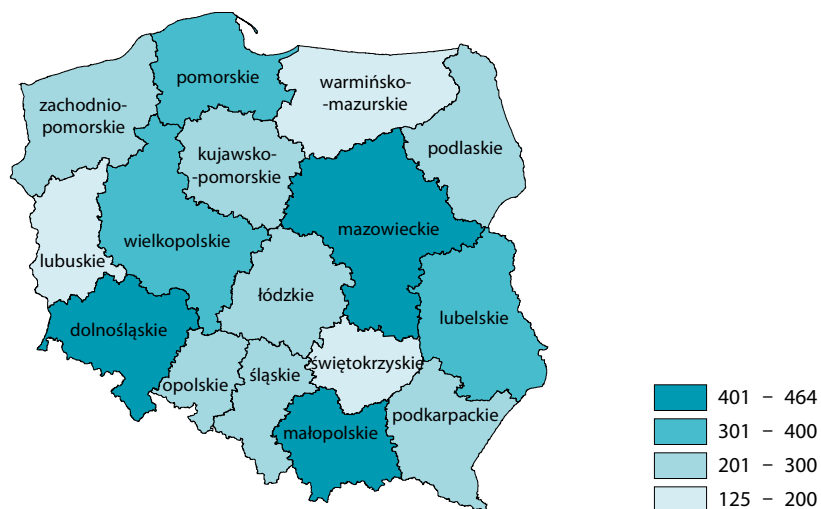 pomorskie
warmińsko-
-mazurskie
zachodnio-
pomorskie
podlaskie
kujawsko-
-pomorskie
mazowieckie
wielkopolskie
lubuskie
łódzkie
lubelskie
dolnośląskie
świętokrzyskie
śląskie
opolskie
podkarpackie
małopolskie
401 – 464
301 – 400
201 – 300
125 – 200